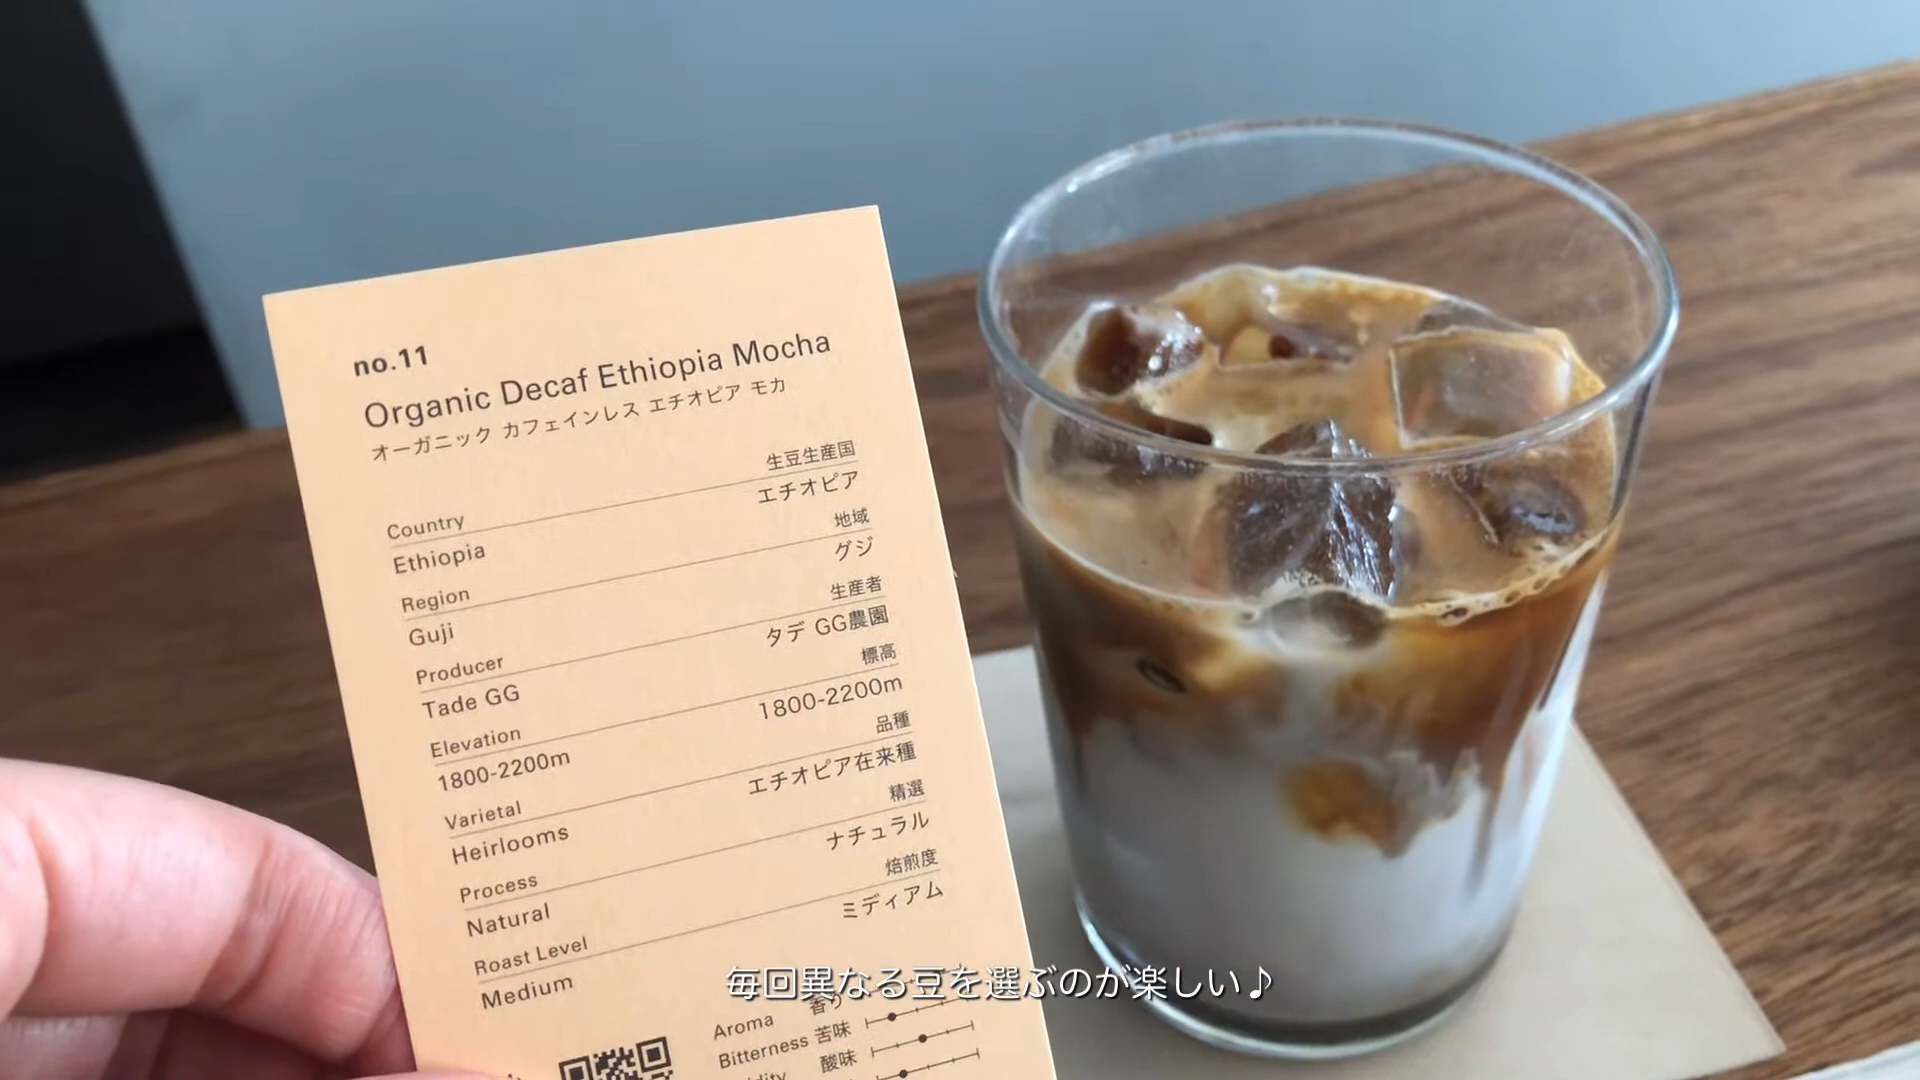 no.11
Organic Decaf Ethiopia Mocha
オーガニック カフェインレス エチオピア モカ
Country 生豆生産国
Ethiopia エチオピア
Region 地域
Guji グジ
Producer 生産者
Tade GG タデ GG農園
Elevation 標高
1800-2200m 1800-2200m
Varietal 品種
Heirlooms エチオピア在来種
Process 精選
Natural ナチュラル
Roast Level 焙煎度
Medium ミディアム
毎回異なる豆を選ぶのが楽しい♪
Aroma 香り
Bitterness 苦味
酸味